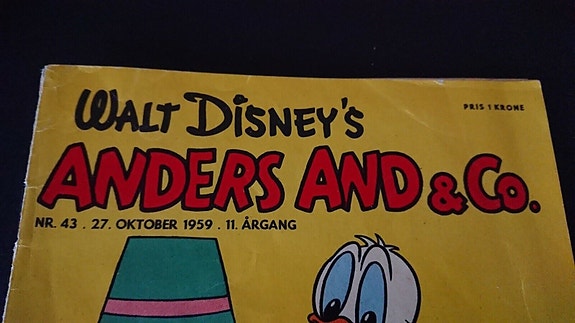 WALT DISNEY'S
PRIS 1 KRONE
ANDERS AND & Co.
NR. 43 . 27. OKTOBER 1959 . 11. ÅRGANG